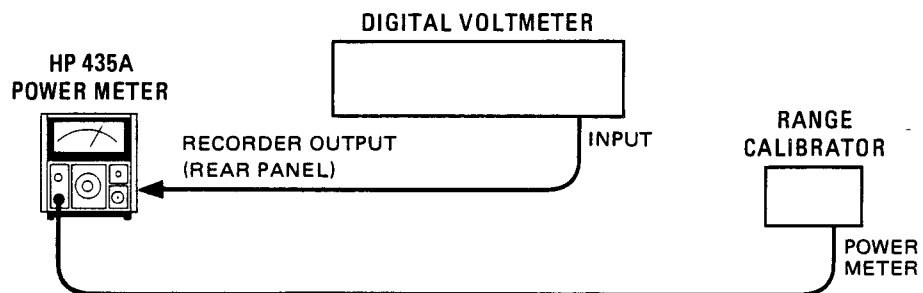 DIGITAL VOLTMETER
HP 435A
POWER METER
RECORDER OUTPUT
(REAR PANEL)
INPUT
RANGE
CALIBRATOR
POWER
METER